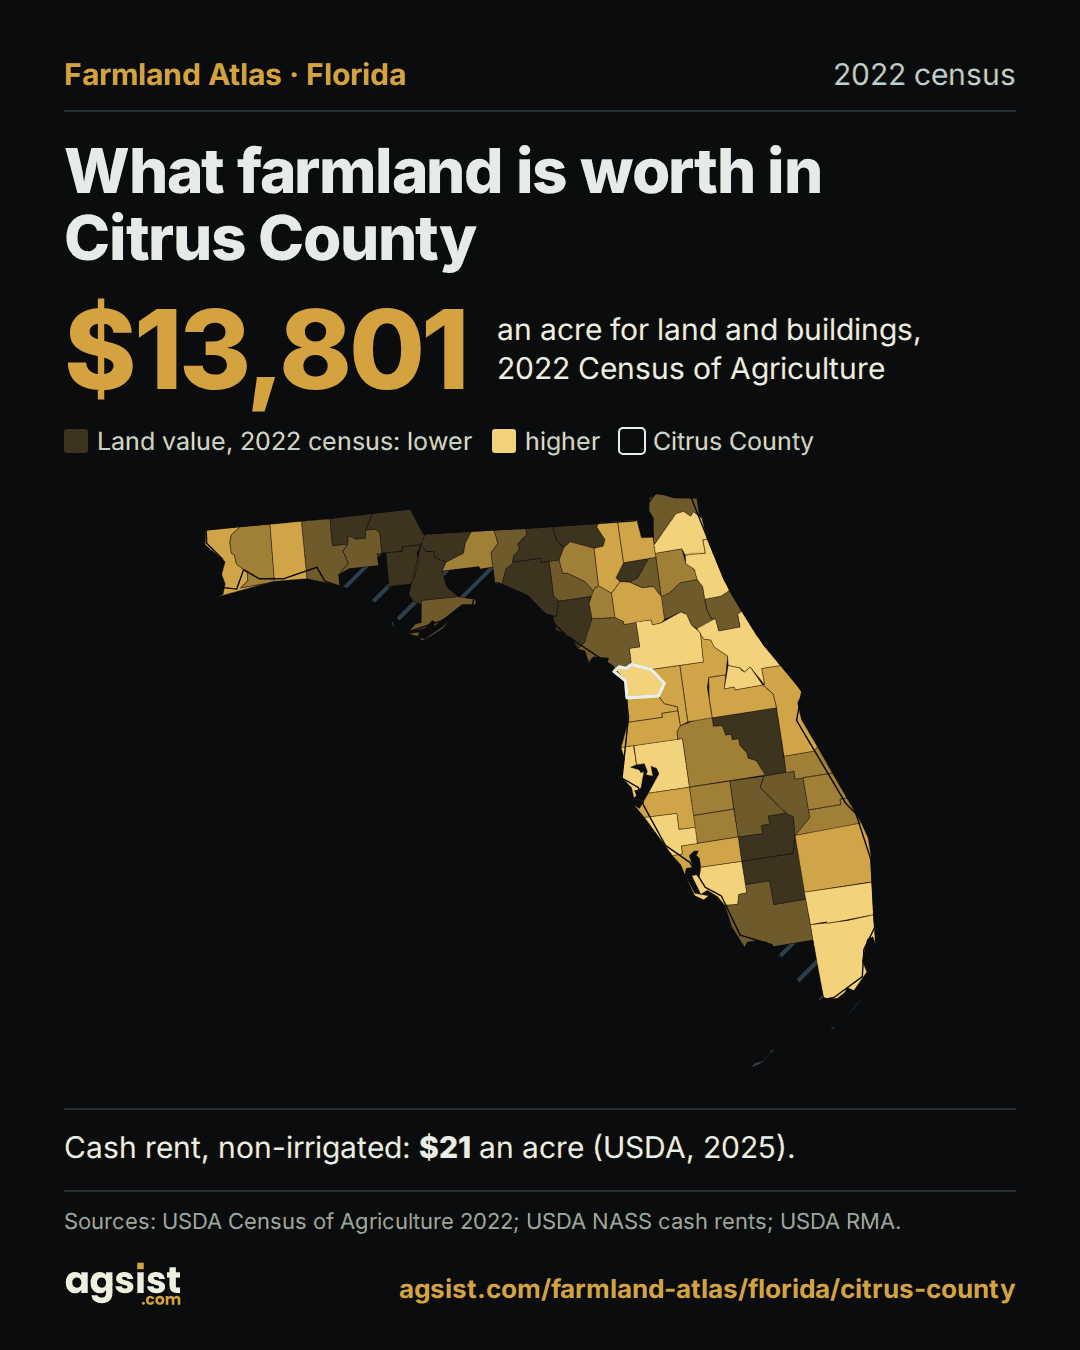 Farmland Atlas · Florida
2022 census
What farmland is worth in
Citrus County
$13,801
an acre for land and buildings,
2022 Census of Agriculture
Land value, 2022 census: lower
higher
Citrus County
Cash rent, non-irrigated: $21 an acre (USDA, 2025).
Sources: USDA Census of Agriculture 2022; USDA NASS cash rents; USDA RMA.
agsist
.com
agsist.com/farmland-atlas/florida/citrus-county